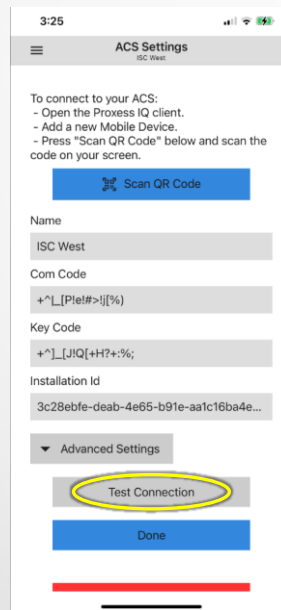 3:25
ACS Settings
ISC West
To connect to your ACS:
- Open the Proxess IQ client.
- Add a new Mobile Device.
- Press "Scan QR Code" below and scan the
code on your screen.
Scan QR Code
Name
ISC West
Com Code
+^|_[P!e!#>!j[%)
Key Code
+^]_[J!Q[+H?+:%;
Installation Id
3c28ebfe-deab-4e65-b91e-aa1c16ba4e...
Advanced Settings
Test Connection
Done